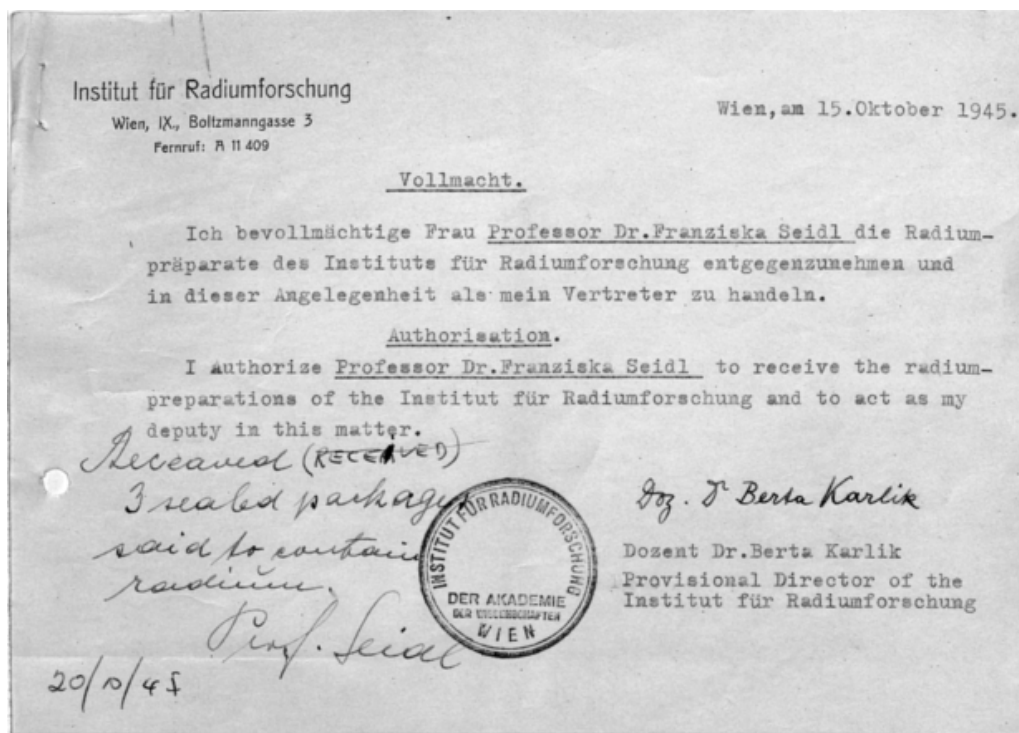 Institut für Radiumforschung
Wien, IX., Boltzmanngasse 3
Fernruf: A 11 409
Wien, am 15.Oktober 1945.
Vollmacht.
Ich bevollmächtige Frau Professor Dr.Franziska Seidl die Radium-
präparate des Instituts für Radiumforschung entgegenzunehmen und
in dieser Angelegenheit als mein Vertreter zu handeln.
Authorisation.
I Authorize Professor Dr.Franziska Seidl to receive the radium-
preparations of the Institut für Radiumforschung and to act as my
deputy in this matter.
Receaved (RECEIVED)
3 sealed packages
said to contain
radium.
Prof. Seidl
20/10/45
INSTITUT FÜR RADIUMFORSCHUNG
DER AKADEMIE
DER WISSENSCHAFTEN
WIEN
Doz. Dr Berta Karlik
Dozent Dr.Berta Karlik
Provisional Director of the
Institut für Radiumforschung